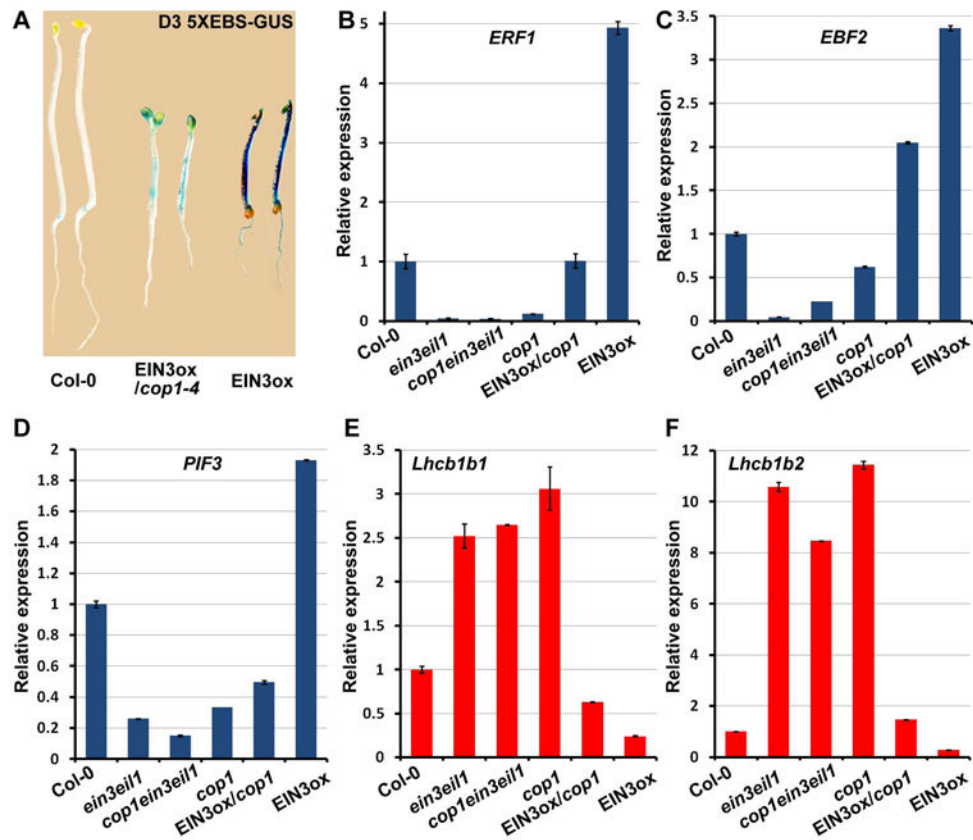 A
D3 5XEBS-GUS
Col-0
EIN3ox
/cop1-4
EIN3ox
B
ERF1
Relative expression
5
4
3
2
1
0
Col-0
ein3eil1
cop1ein3eil1
cop1
EIN3ox/cop1
EIN3ox
C
EBF2
Relative expression
3.5
3
2.5
2
1.5
1
0.5
0
Col-0
ein3eil1
cop1ein3eil1
cop1
EIN3ox/cop1
EIN3ox
D
PIF3
Relative expression
2
1.8
1.6
1.4
1.2
1
0.8
0.6
0.4
0.2
0
Col-0
ein3eil1
cop1ein3eil1
cop1
EIN3ox/cop1
EIN3ox
E
Lhcb1b1
Relative expression
3.5
3
2.5
2
1.5
1
0.5
0
Col-0
ein3eil1
cop1ein3eil1
cop1
EIN3ox/cop1
EIN3ox
F
Lhcb1b2
Relative expression
12
10
8
6
4
2
0
Col-0
ein3eil1
cop1ein3eil1
cop1
EIN3ox/cop1
EIN3ox